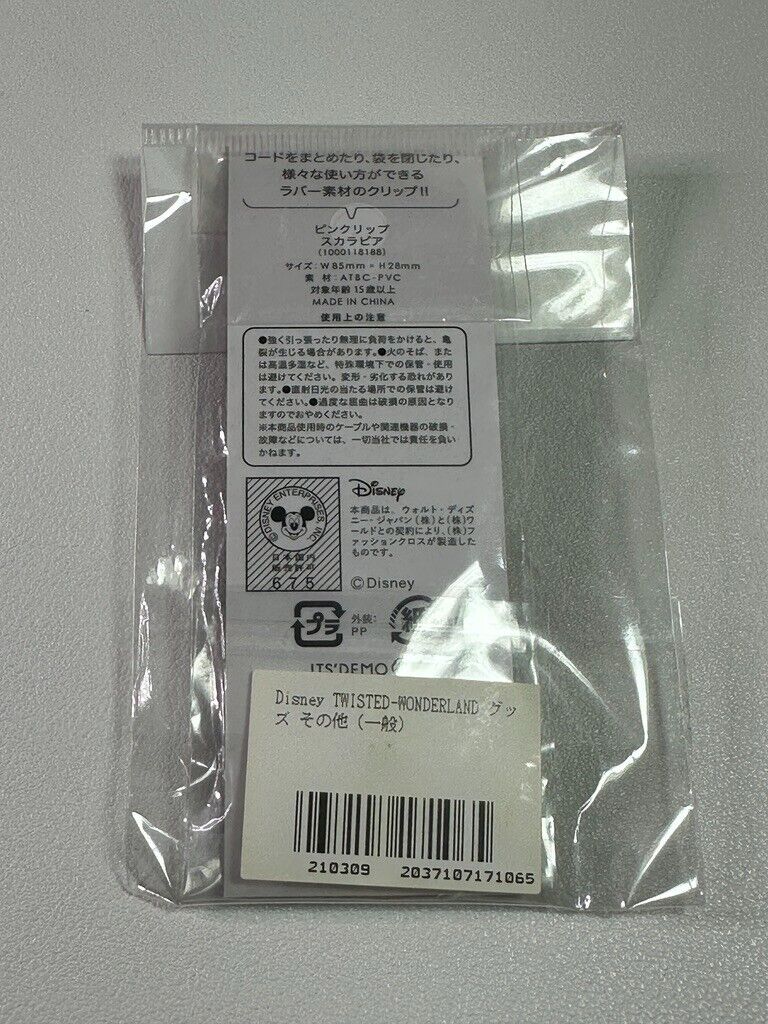 コードをまとめたり、袋を閉じたり、
様々な使い方ができる
ラバー素材のクリップ!!
ピンクリップ
スカラビア
(1000118188)
サイズ:W85mm×H28mm
素 材:ATBC-PVC
対象年齢15歳以上
MADE IN CHINA
使用上の注意
●強く引っ張ったり無理に負荷をかけると、亀
裂が生じる場合があります。●火のそば、また
は高温多湿など、特殊環境下での保管・使用
は避けてください。変形・劣化する恐れがあり
ます。●直射日光の当たる場所での保管は避け
てください。●過度な屈曲は破損の原因となり
ますのでおやめください。
※本商品使用時のケーブルや関連機器の破損・
故障などについては、一切当社では責任を負い
かねます。
©DISNEY ENTERPRISES, INC
日本国内
販売許可
675
Disney
本商品は、ウォルト・ディズ
ニー・ジャパン(株)と(株)ワ
ールドとの契約により、(株)フ
ァッションクロスが製造した
ものです。
©Disney
プラ
外装:
PP
紙
ITS'DEMO
Disney TWISTED-WONDERLAND グッ
ズ その他 (一般)
210309 2037107171065